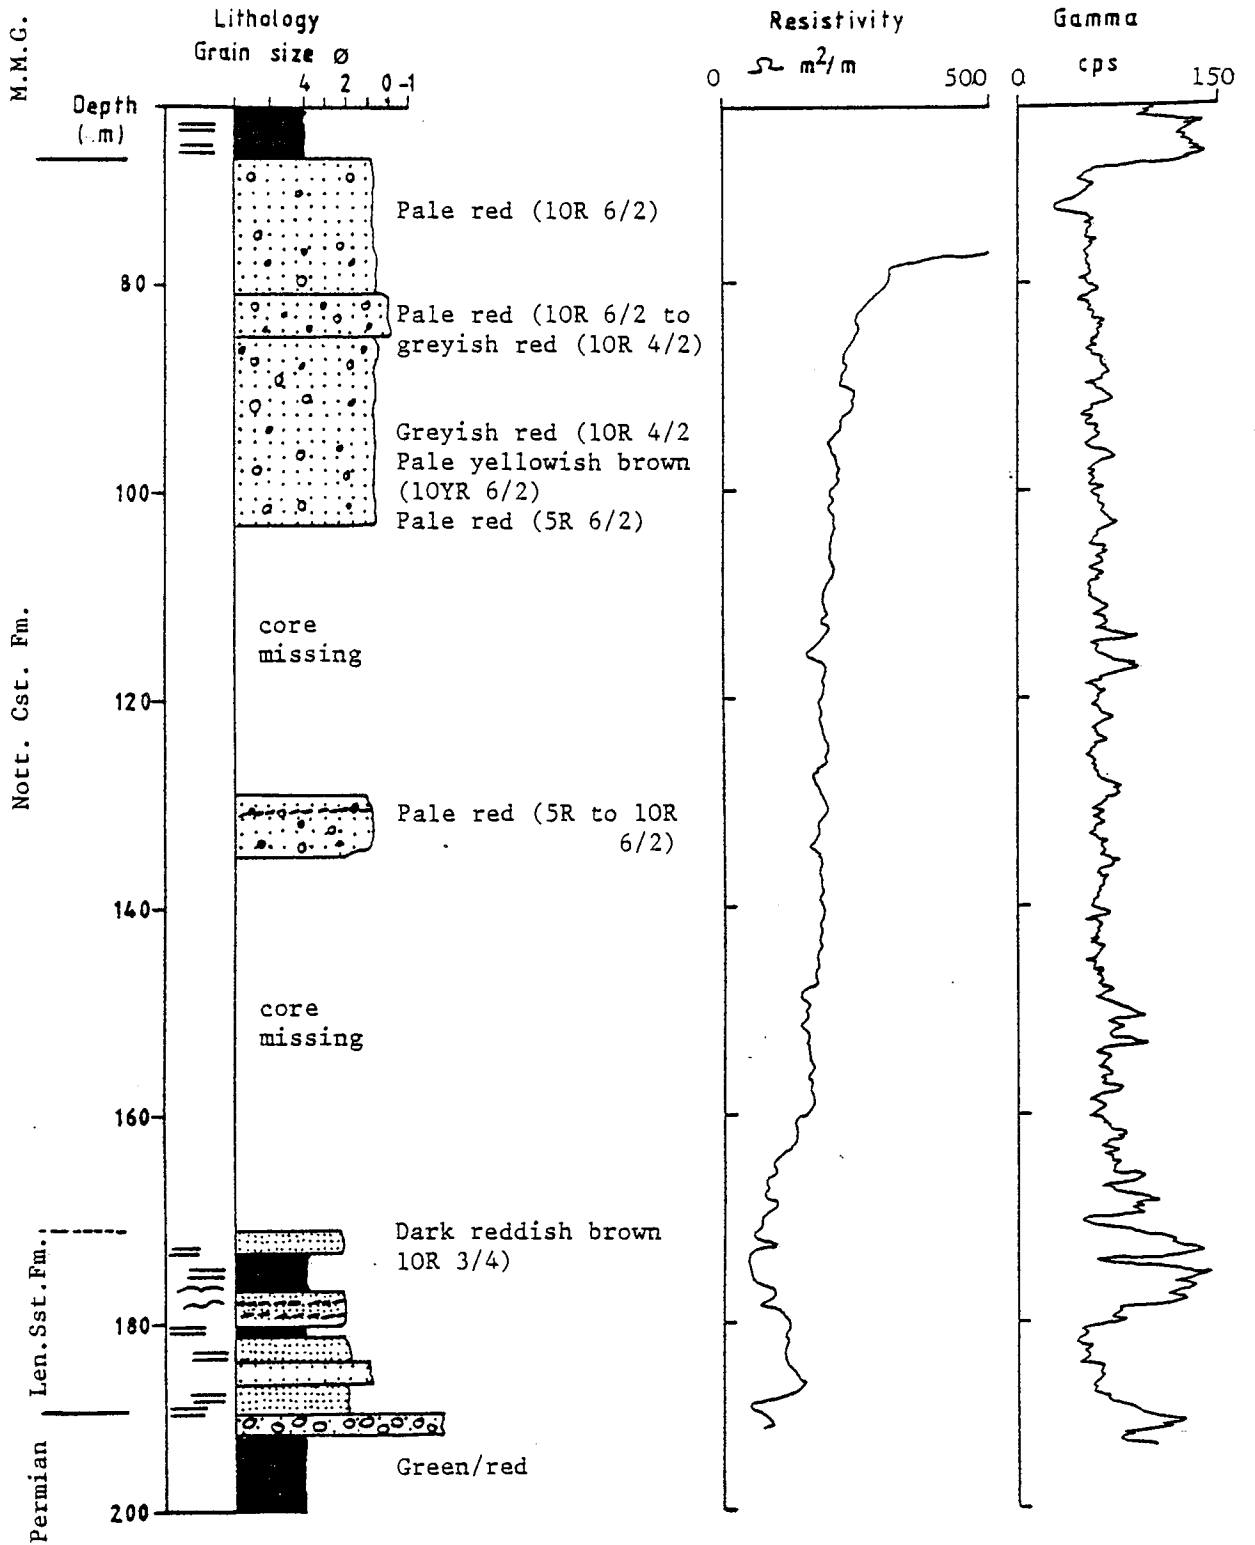 M.M.G.
Lithology
Grain size Ø
4 2 0 -1
Depth
(m)
Resistivity
Ω m²/m
0 500
Gamma
cps
0 150
Pale red (10R 6/2)
80
Pale red (10R 6/2 to
greyish red (10R 4/2)
Greyish red (10R 4/2
Pale yellowish brown
(10YR 6/2)
Pale red (5R 6/2)
100
Nott. Cst. Fm.
core
missing
120
Pale red (5R to 10R
6/2)
140
core
missing
160
Dark reddish brown
10R 3/4)
Len.Sst.Fm.
180
Permian
Green/red
200